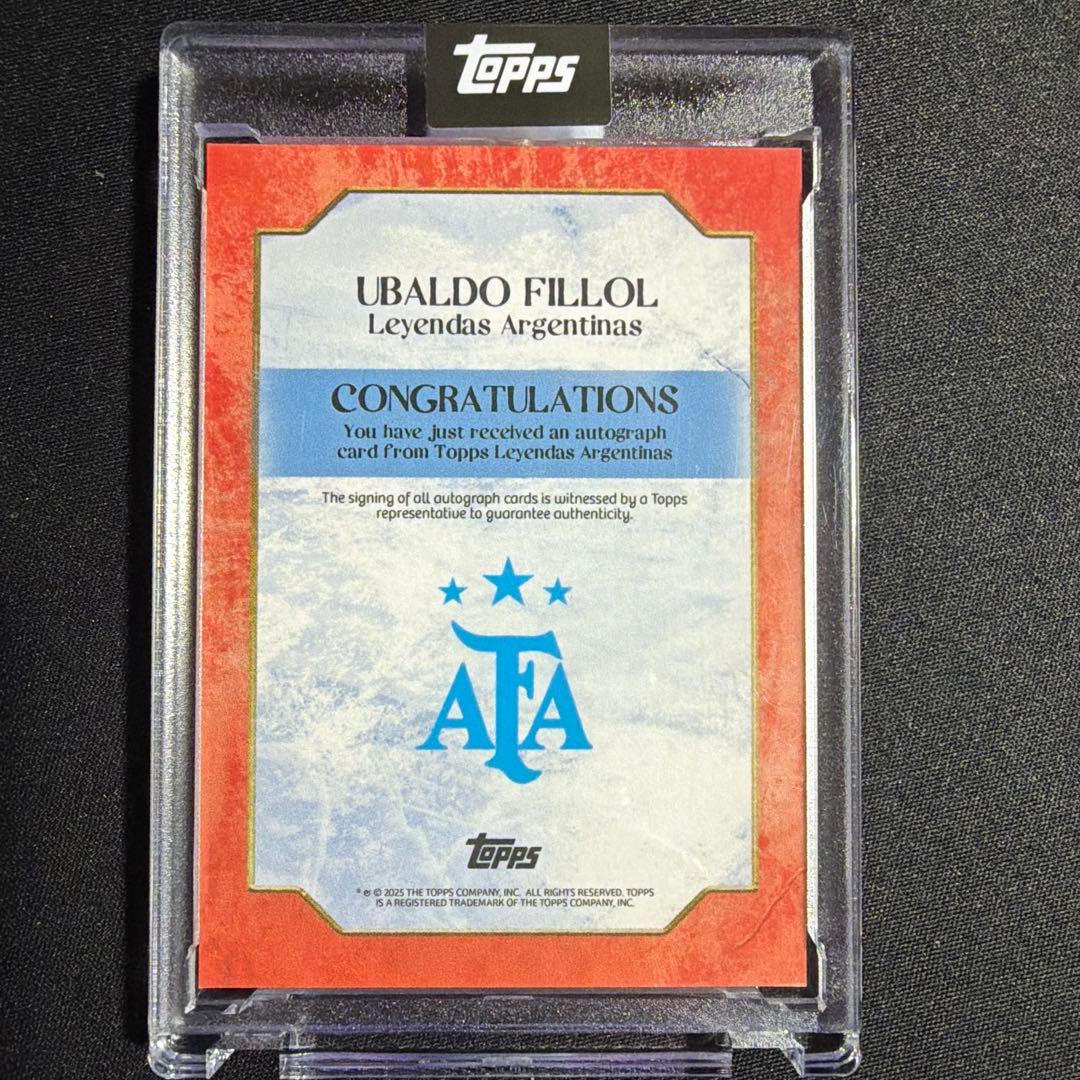 Topps
UBALDO FILLOL
Leyendas Argentinas
CONGRATULATIONS
You have just received an autograph
card from Topps Leyendas Argentinas
The signing of all autograph cards is witnessed by a Topps
representative to guarantee authenticity.
AFA
Topps
® & © 2025 THE TOPPS COMPANY, INC. ALL RIGHTS RESERVED. TOPPS
IS A REGISTERED TRADEMARK OF THE TOPPS COMPANY, INC.